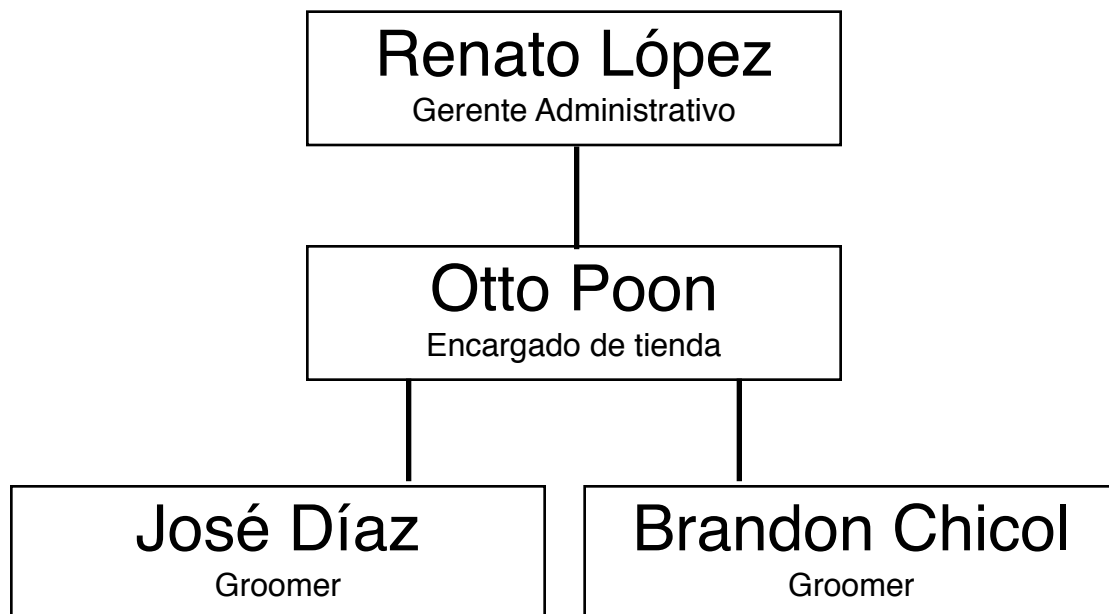 Renato López
Gerente Administrativo
Otto Poon
Encargado de tienda
José Díaz
Groomer
Brandon Chicol
Groomer